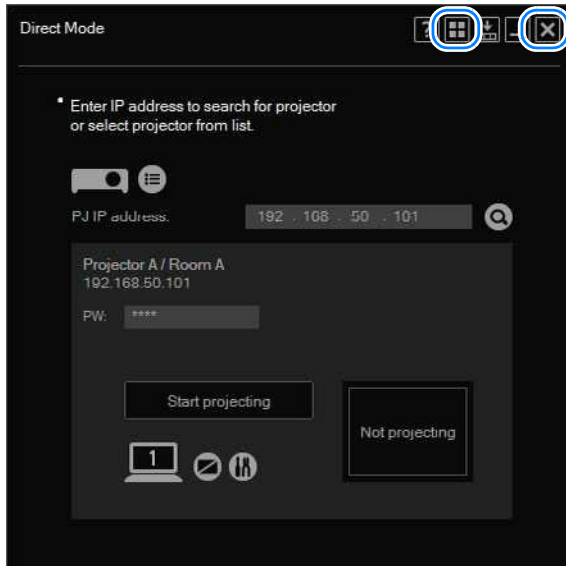 Direct Mode
?
* Enter IP address to search for projector
or select projector from list.
PJ IP address:
192 . 168 . 50 . 101
Projector A / Room A
192.168.50.101
PW:
****
Start projecting
Not projecting
1